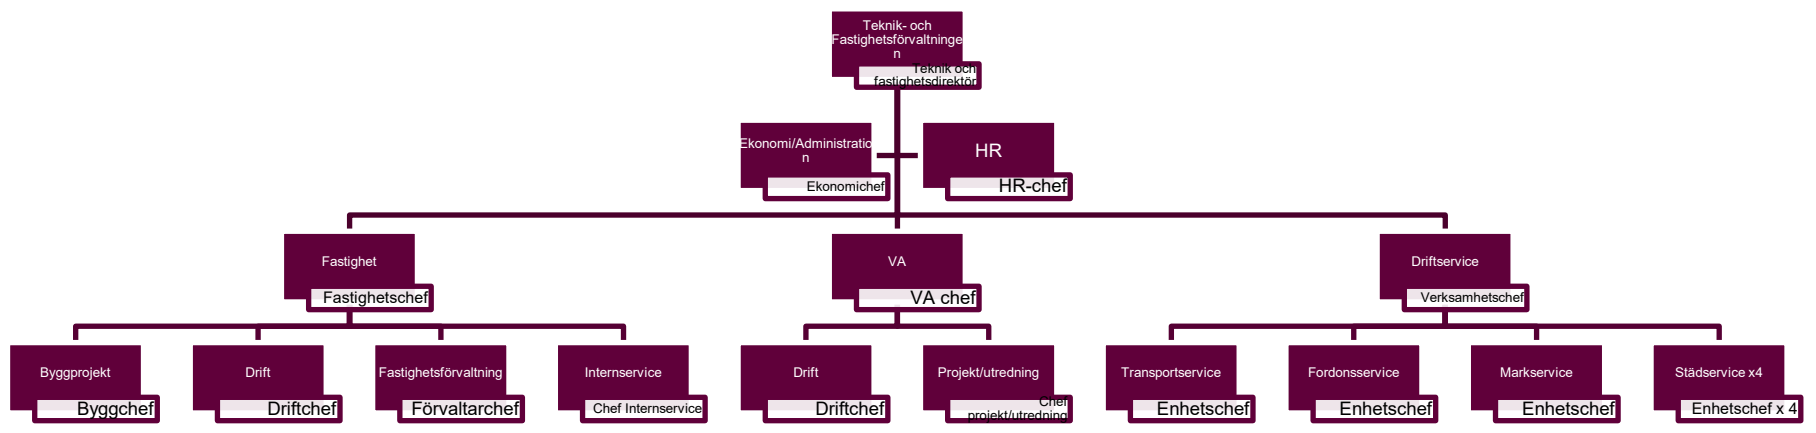 Teknik- och
Fastighetsförvaltninge
n
Teknik och
fastighetsdirektör
Ekonomi/Administratio
n
Ekonomichef
HR
HR-chef
Fastighet
Fastighetschef
VA
VA chef
Driftservice
Verksamhetschef
Byggprojekt
Byggchef
Drift
Driftchef
Fastighetsförvaltning
Förvaltarchef
Internservice
Chef Internservice
Drift
Driftchef
Projekt/utredning
Chef
projekt/utredning
Transportservice
Enhetschef
Fordonsservice
Enhetschef
Markservice
Enhetschef
Städservice x4
Enhetschef x 4